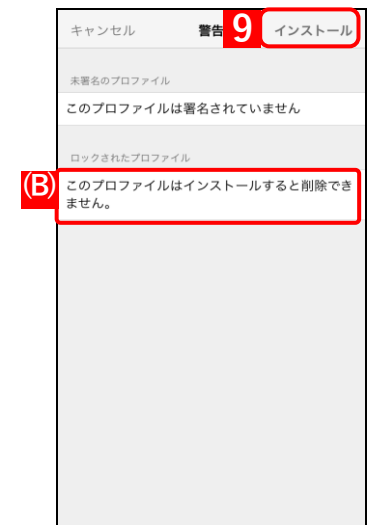 キャンセル 警告 9 インストール
未署名のプロファイル
このプロファイルは署名されていません
ロックされたプロファイル
(B) このプロファイルはインストールすると削除でき
ません。